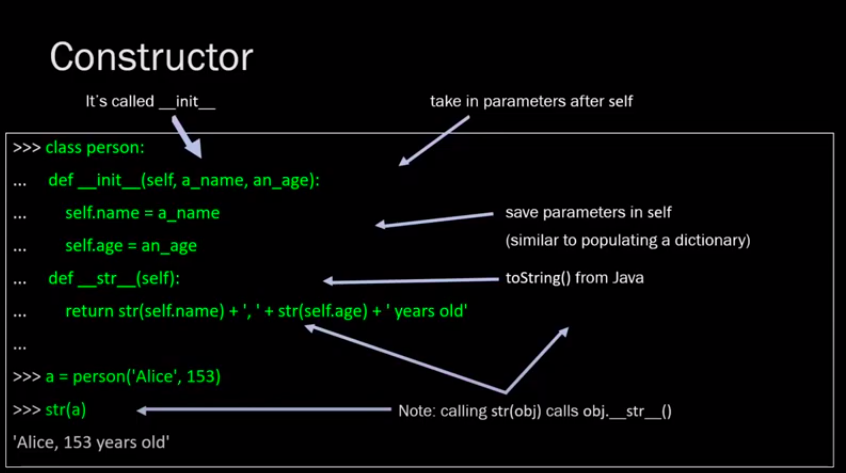 Constructor
It's called __init__
take in parameters after self
>>> class person:
... def __init__(self, a_name, an_age):
... self.name = a_name
save parameters in self
(similar to populating a dictionary)
... self.age = an_age
... def __str__(self):
toString() from Java
... return str(self.name) + ', ' + str(self.age) + ' years old'
...
>>> a = person('Alice', 153)
>>> str(a)
Note: calling str(obj) calls obj.__str__()
'Alice, 153 years old'